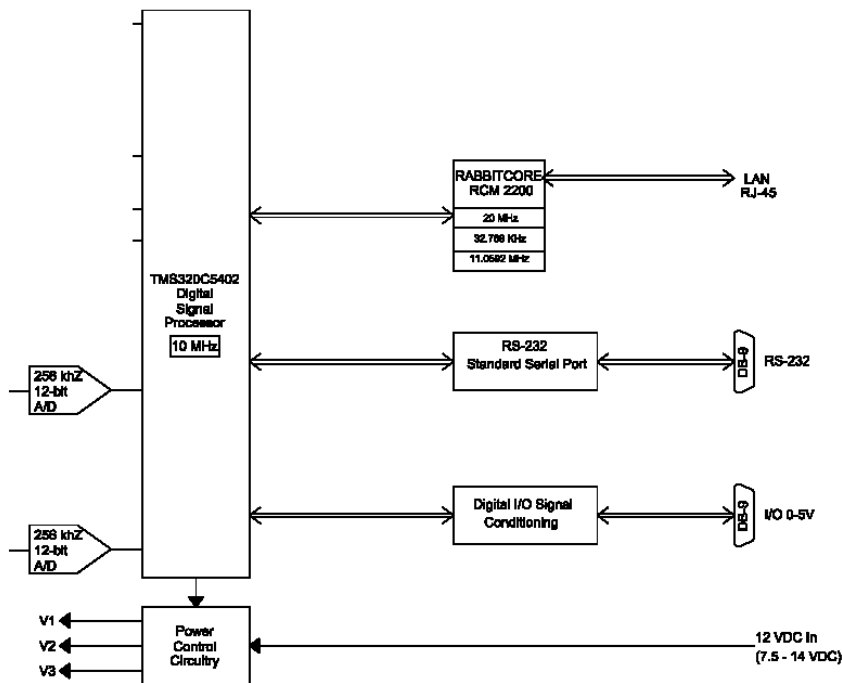 RABBITCORE
RCM 2200
20 MHz
32.768 KHz
11.0592 MHz
LAN
RJ-45
TMS320C5402
Digital
Signal
Processor
10 MHz
256 khZ
12-bit
A/D
RS-232
Standard Serial Port
DB-9
RS-232
256 khZ
12-bit
A/D
Digital I/O Signal
Conditioning
DB-9
I/O 0-5V
V1
V2
V3
Power
Control
Circuitry
12 VDC In
(7.5 - 14 VDC)